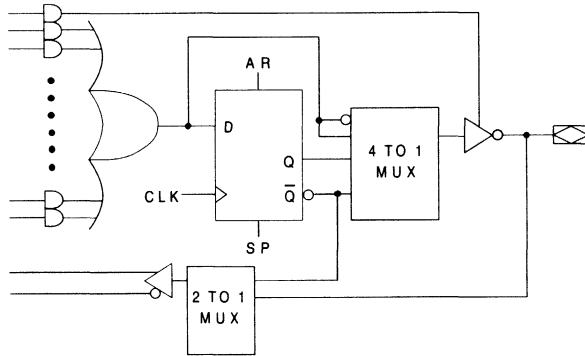 AR
D
Q
Q̅
CLK
SP
4 TO 1
MUX
2 TO 1
MUX